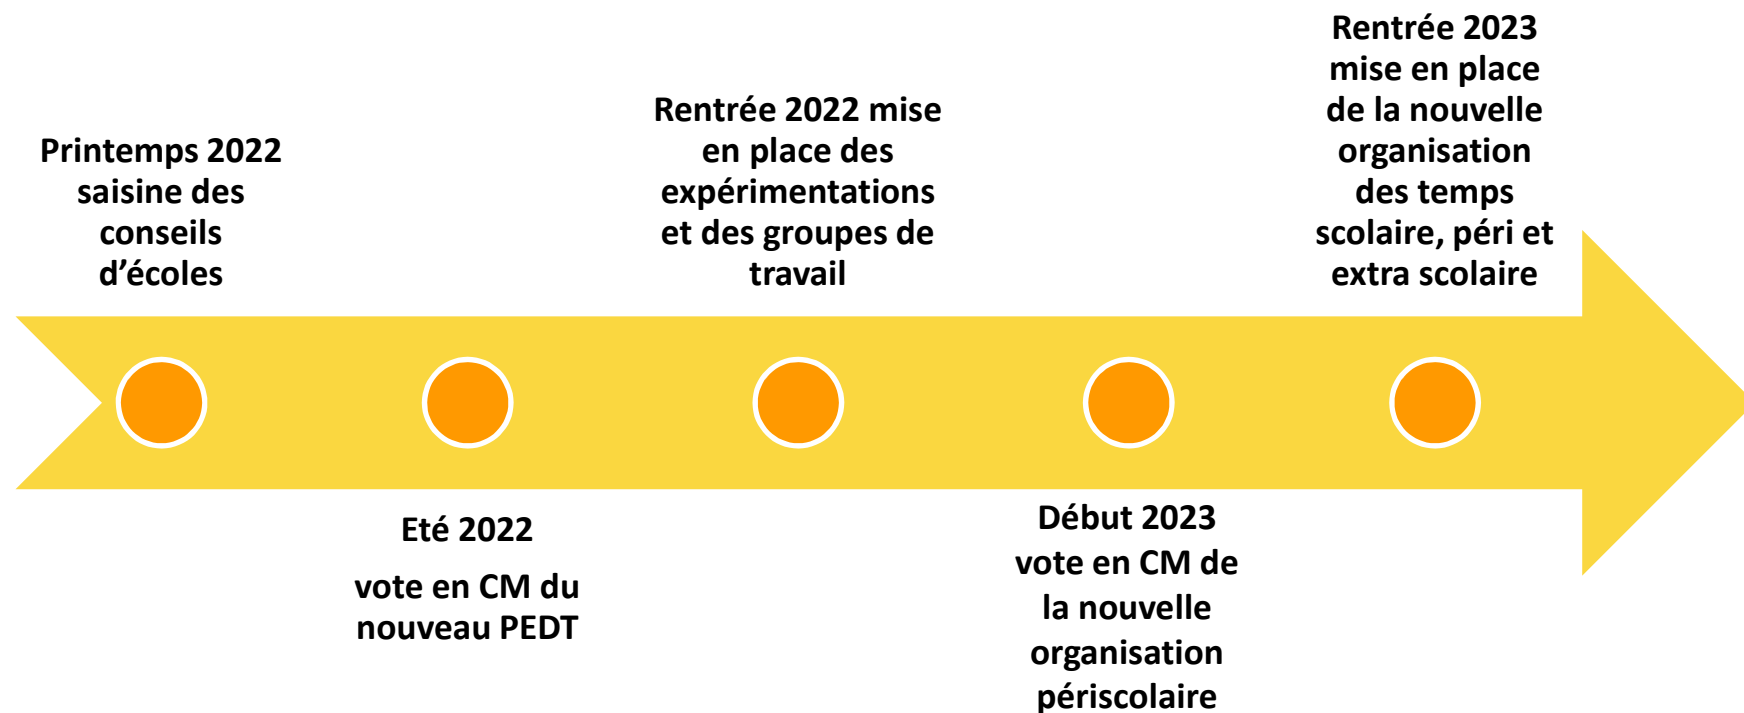 Printemps 2022
saisine des
conseils
d’écoles
Eté 2022
vote en CM du
nouveau PEDT
Rentrée 2022 mise
en place des
expérimentations
et des groupes de
travail
Début 2023
vote en CM de
la nouvelle
organisation
périscolaire
Rentrée 2023
mise en place
de la nouvelle
organisation
des temps
scolaire, péri et
extra scolaire